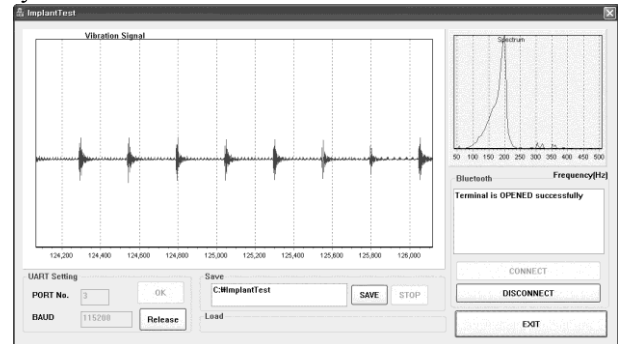 ImplantTest
Vibration Signal
124,200 124,400 124,600 124,800 125,000 125,200 125,400 125,600 125,800 126,000
Spectrum
50 100 150 200 250 300 350 400 450 500
Frequency(Hz)
Bluetooth
Terminal is OPENED successfully
CONNECT
DISCONNECT
EXIT
UART Setting
PORT No. 3 OK
BAUD 115200 Release
Save
C:₩ImplantTest SAVE STOP
Load